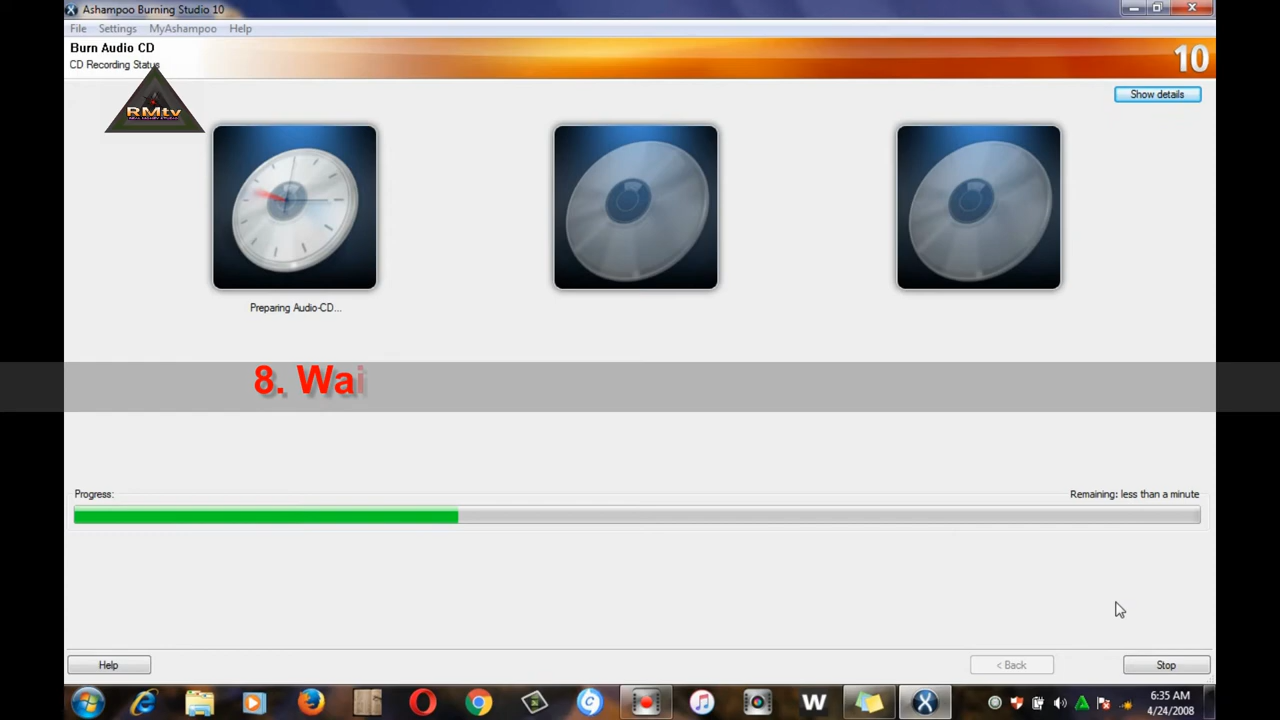 Ashampoo Burning Studio 10
File Settings MyAshampoo Help
Burn Audio CD
CD Recording Status
10
Show details
RMtv
Preparing Audio-CD...
8. Wai
Progress:
Remaining: less than a minute
Help
< Back
Stop
W
6:35 AM
4/24/2008